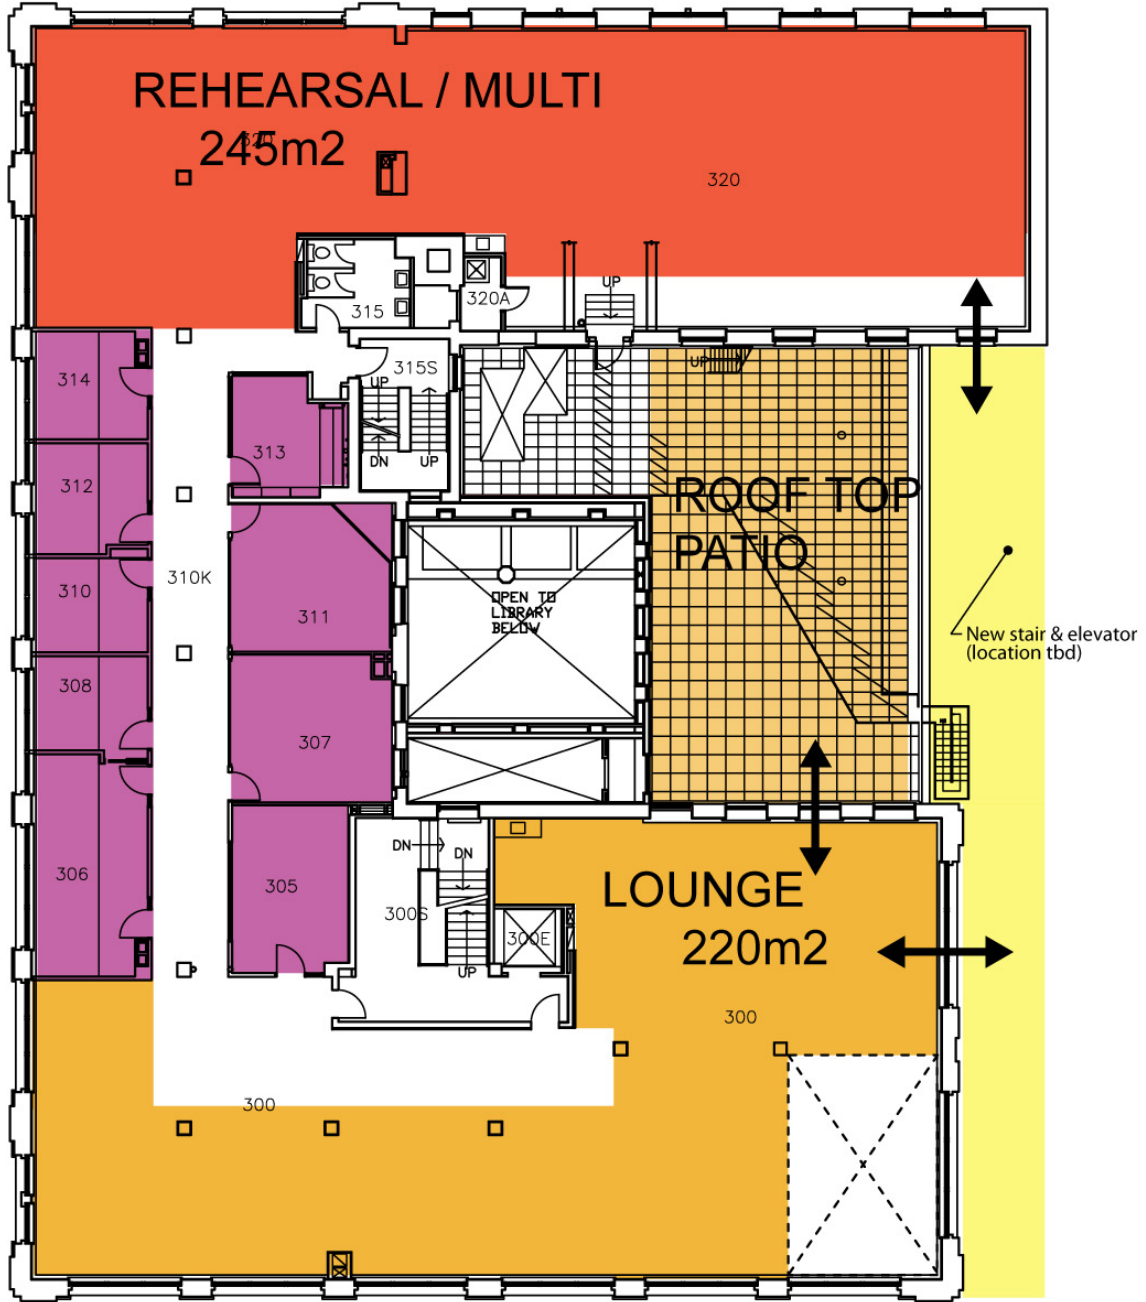 REHEARSAL / MULTI
245m2
320
320
UP
315
320A
314
315S
UP
UP
313
DN
UP
312
ROOF TOP
PATIO
310K
310
OPEN TO
LIBRARY
BELOW
311
New stair & elevator
(location tbd)
308
307
DN
DN
306
305
LOUNGE
300S
300E
220m2
UP
300
300